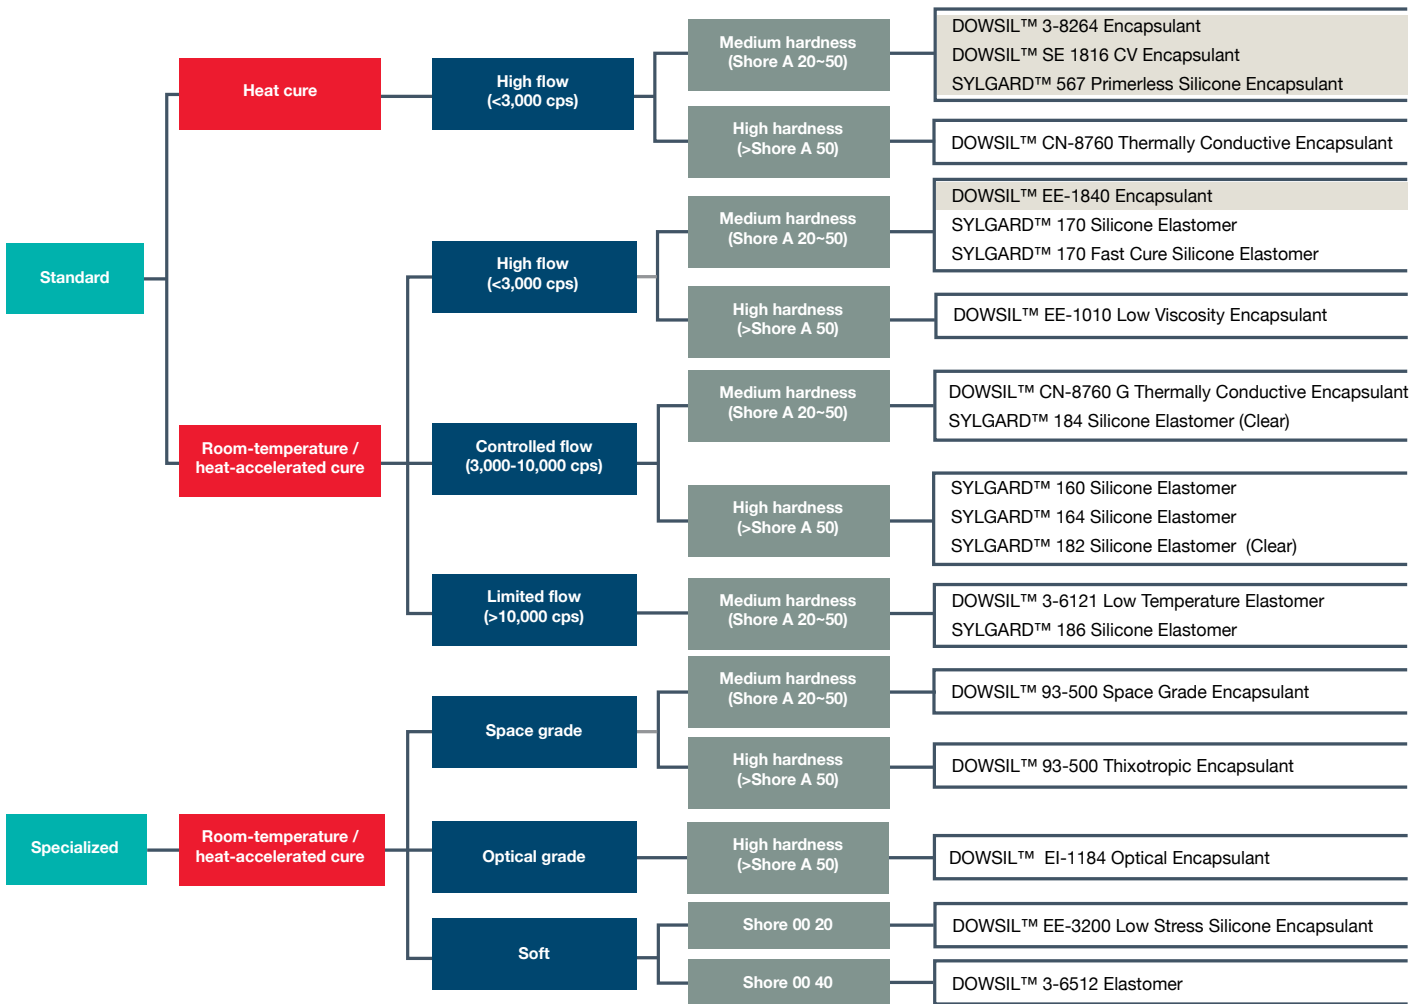 Standard
Heat cure
High flow
(<3,000 cps)
Medium hardness
(Shore A 20~50)
DOWSIL™ 3-8264 Encapsulant
DOWSIL™ SE 1816 CV Encapsulant
SYLGARD™ 567 Primerless Silicone Encapsulant
High hardness
(>Shore A 50)
DOWSIL™ CN-8760 Thermally Conductive Encapsulant
Room-temperature /
heat-accelerated cure
High flow
(<3,000 cps)
Medium hardness
(Shore A 20~50)
DOWSIL™ EE-1840 Encapsulant
SYLGARD™ 170 Silicone Elastomer
SYLGARD™ 170 Fast Cure Silicone Elastomer
High hardness
(>Shore A 50)
DOWSIL™ EE-1010 Low Viscosity Encapsulant
Controlled flow
(3,000-10,000 cps)
Medium hardness
(Shore A 20~50)
DOWSIL™ CN-8760 G Thermally Conductive Encapsulant
SYLGARD™ 184 Silicone Elastomer (Clear)
High hardness
(>Shore A 50)
SYLGARD™ 160 Silicone Elastomer
SYLGARD™ 164 Silicone Elastomer
SYLGARD™ 182 Silicone Elastomer (Clear)
Limited flow
(>10,000 cps)
Medium hardness
(Shore A 20~50)
DOWSIL™ 3-6121 Low Temperature Elastomer
SYLGARD™ 186 Silicone Elastomer
Specialized
Room-temperature /
heat-accelerated cure
Space grade
Medium hardness
(Shore A 20~50)
DOWSIL™ 93-500 Space Grade Encapsulant
High hardness
(>Shore A 50)
DOWSIL™ 93-500 Thixotropic Encapsulant
Optical grade
High hardness
(>Shore A 50)
DOWSIL™ EI-1184 Optical Encapsulant
Soft
Shore 00 20
DOWSIL™ EE-3200 Low Stress Silicone Encapsulant
Shore 00 40
DOWSIL™ 3-6512 Elastomer